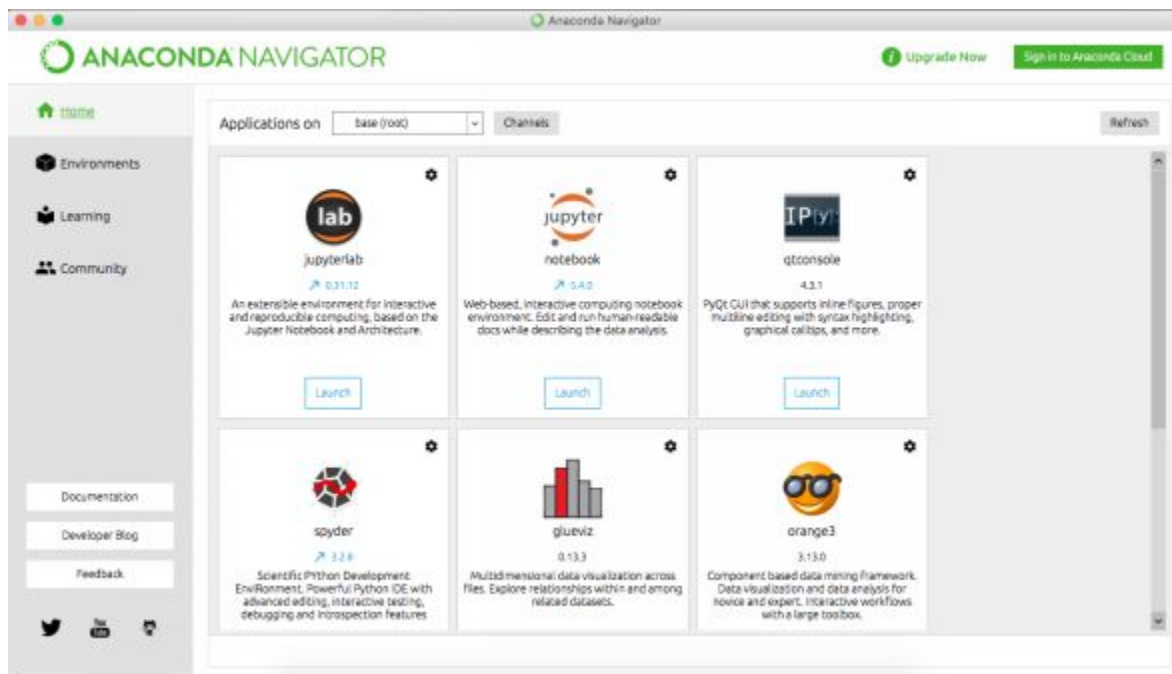 Anaconda Navigator
ANACONDA NAVIGATOR
Upgrade Now
Sign in to Anaconda Cloud
Home
Environments
Learning
Community
Documentation
Developer Blog
Feedback
You
Tube
Applications on
base (root)
Channels
Refresh
lab
jupyterlab
0.31.12
An extensible environment for interactive
and reproducible computing, based on the
Jupyter Notebook and Architecture.
Launch
jupyter
notebook
5.4.0
Web-based, interactive computing notebook
environment. Edit and run human-readable
docs while describing the data analysis.
Launch
IP[y]:
qtconsole
4.3.1
PyQt GUI that supports inline figures, proper
multiline editing with syntax highlighting,
graphical calltips, and more.
Launch
spyder
3.2.8
Scientific PYthon Development
EnviRonment. Powerful Python IDE with
advanced editing, interactive testing,
debugging and introspection features
glueviz
0.13.3
Multidimensional data visualization across
files. Explore relationships within and among
related datasets.
orange3
3.13.0
Component based data mining framework.
Data visualization and data analysis for
novice and expert. Interactive workflows
with a large toolbox.